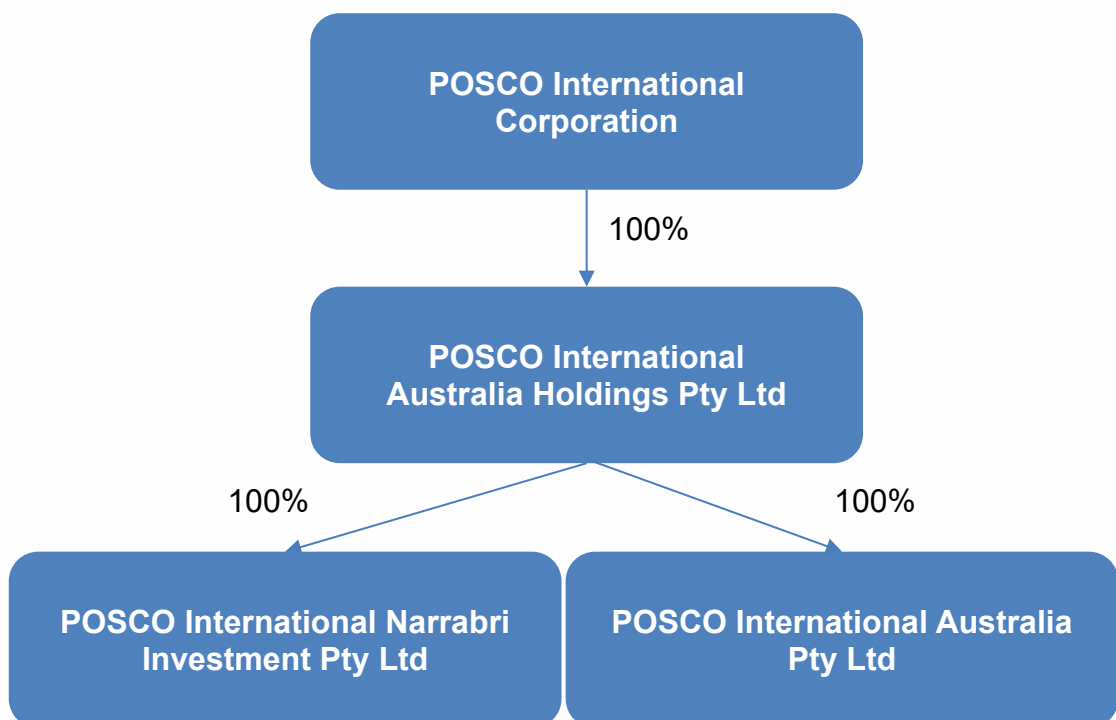 POSCO International
Corporation
100%
POSCO International
Australia Holdings Pty Ltd
100%
100%
POSCO International Narrabri
Investment Pty Ltd
POSCO International Australia
Pty Ltd